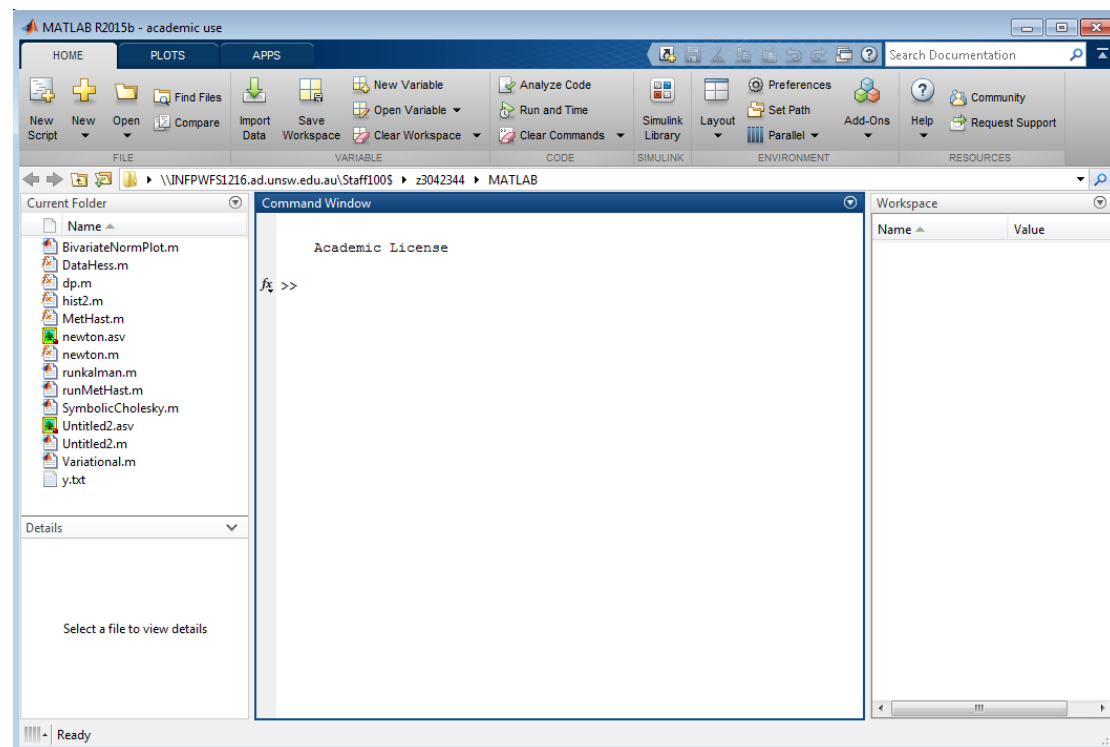 MATLAB R2015b - academic use
HOME PLOTS APPS Search Documentation
New Script
New
Open
Find Files
Compare
Import Data
Save Workspace
New Variable
Open Variable
Clear Workspace
Analyze Code
Run and Time
Clear Commands
Simulink Library
Layout
Preferences
Set Path
Parallel
Add-Ons
Help
Community
Request Support
FILE VARIABLE CODE SIMULINK ENVIRONMENT RESOURCES
\\INFPWFS1216.ad.unsw.edu.au\Staff100$ z3042344 MATLAB
Current Folder
Name
BivariateNormPlot.m
DataHess.m
dp.m
hist2.m
MetHast.m
newton.asv
newton.m
runkalman.m
runMetHast.m
SymbolicCholesky.m
Untitled2.asv
Untitled2.m
Variational.m
y.txt
Details
Select a file to view details
Command Window
Academic License
fx >>
Workspace
Name Value
Ready